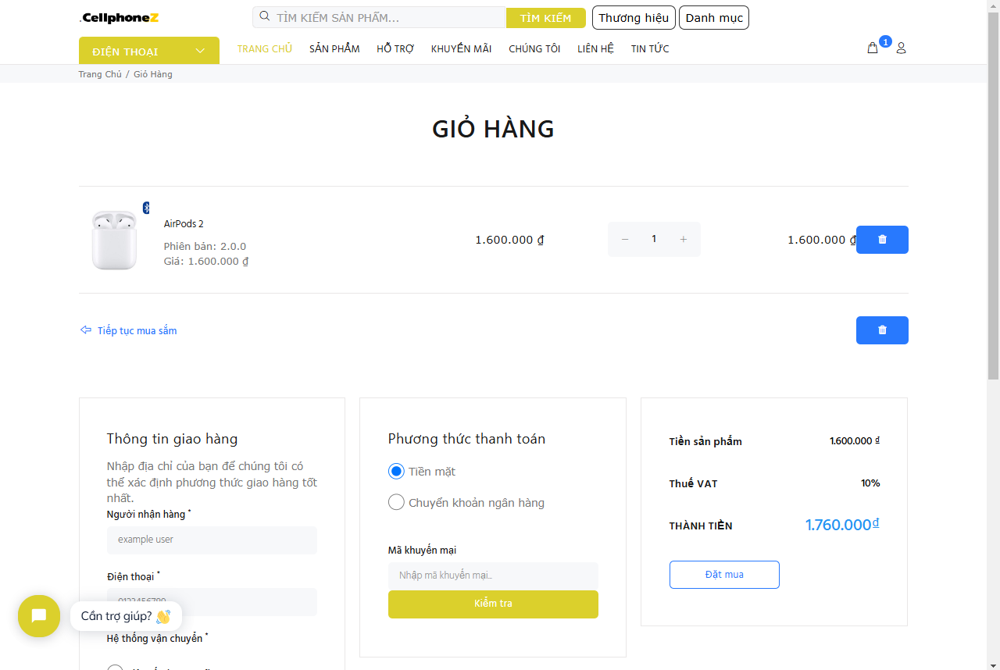 .CellphoneZ
TÌM KIẾM SẢN PHẨM...
TÌM KIẾM
Thương hiệu
Danh mục
ĐIỆN THOẠI
TRANG CHỦ
SẢN PHẨM
HỖ TRỢ
KHUYẾN MÃI
CHÚNG TÔI
LIÊN HỆ
TIN TỨC
1
Trang Chủ / Giỏ Hàng
GIỎ HÀNG
AirPods 2
Phiên bản: 2.0.0
Giá: 1.600.000 ₫
1.600.000 ₫
− 1 +
1.600.000 ₫
Tiếp tục mua sắm
Thông tin giao hàng
Nhập địa chỉ của bạn để chúng tôi có
thể xác định phương thức giao hàng tốt
nhất.
Người nhận hàng *
example user
Điện thoại *
Hệ thống vận chuyển *
Phương thức thanh toán
Tiền mặt
Chuyển khoản ngân hàng
Mã khuyến mại
Nhập mã khuyến mại..
Kiểm tra
Tiền sản phẩm 1.600.000 ₫
Thuế VAT 10%
THÀNH TIỀN 1.760.000₫
Đặt mua
Cần trợ giúp? 👋